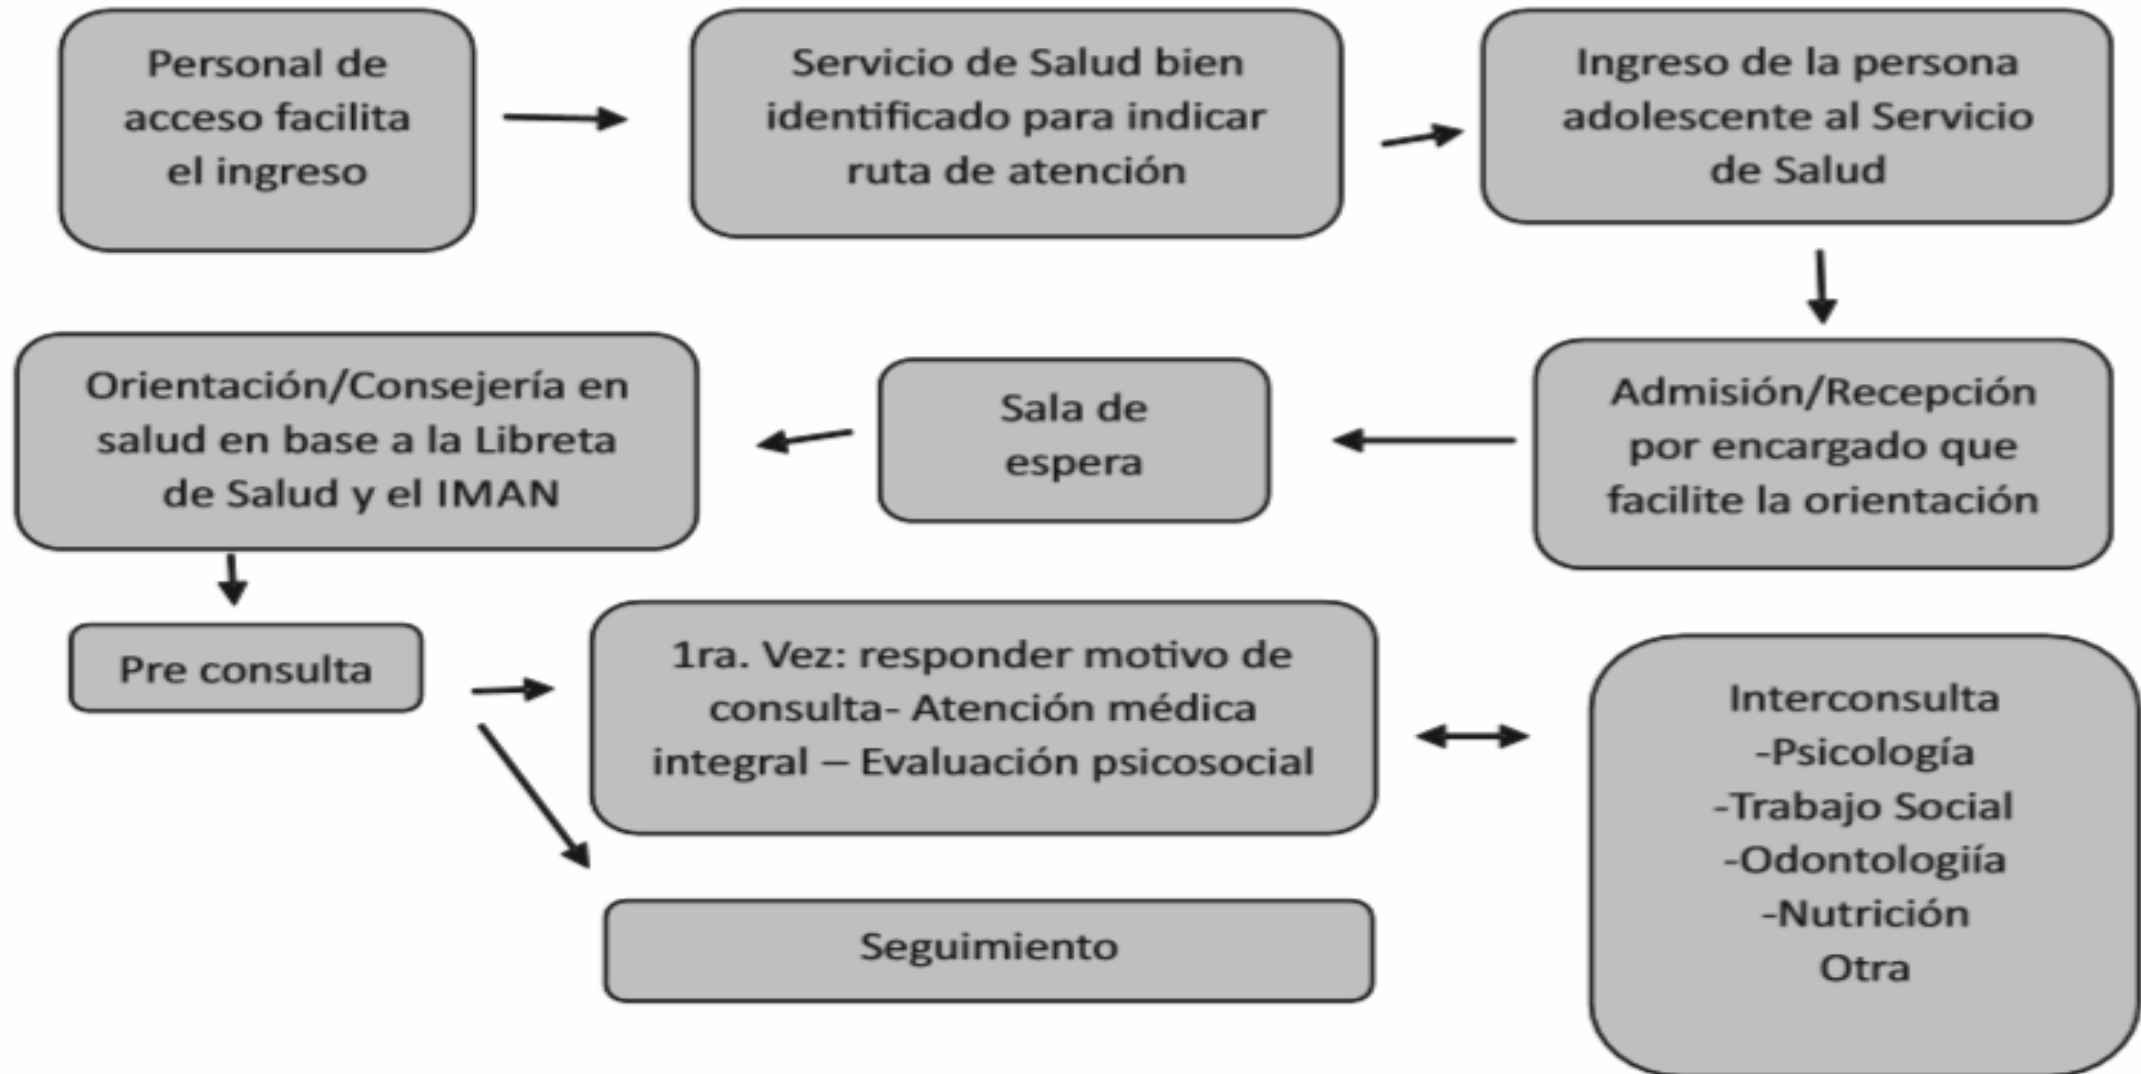 Personal de
acceso facilita
el ingreso
Servicio de Salud bien
identificado para indicar
ruta de atención
Ingreso de la persona
adolescente al Servicio
de Salud
Admisión/Recepción
por encargado que
facilite la orientación
Sala de
espera
Orientación/Consejería en
salud en base a la Libreta
de Salud y el IMAN
Pre consulta
1ra. Vez: responder motivo de
consulta- Atención médica
integral – Evaluación psicosocial
Seguimiento
Interconsulta
-Psicología
-Trabajo Social
-Odontologiía
-Nutrición
Otra